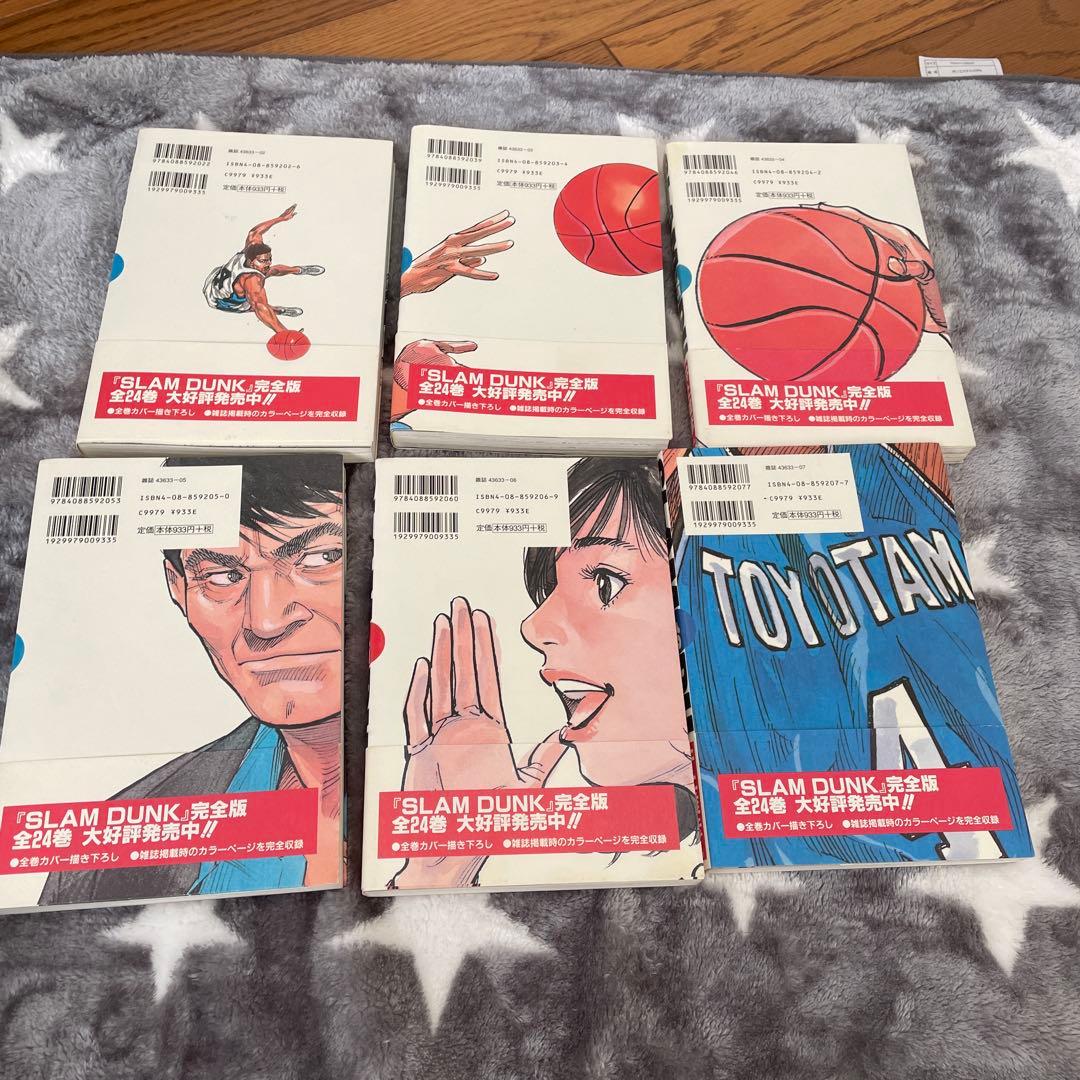 雑誌 43633-02
9784088592022
ISBN4-08-859202-6
C9979 ¥933E
1929979009335
定価 本体933円+税
『SLAM DUNK』完全版
全24巻 大好評発売中!!
●全巻カバー描き下ろし ●雑誌掲載時のカラーページを完全収録
雑誌 43633-03
9784088592039
ISBN4-08-859203-4
C9979 ¥933E
1929979009335
定価 本体933円+税
『SLAM DUNK』完全版
全24巻 大好評発売中!!
●全巻カバー描き下ろし ●雑誌掲載時のカラーページを完全収録
雑誌 43633-04
9784088592046
ISBN4-08-859204-2
C9979 ¥933E
1929979009335
定価 本体933円+税
『SLAM DUNK』完全版
全24巻 大好評発売中!!
●全巻カバー描き下ろし ●雑誌掲載時のカラーページを完全収録
雑誌 43633-05
9784088592053
ISBN4-08-859205-0
C9979 ¥933E
1929979009335
定価 本体933円+税
『SLAM DUNK』完全版
全24巻 大好評発売中!!
●全巻カバー描き下ろし ●雑誌掲載時のカラーページを完全収録
雑誌 43633-06
9784088592060
ISBN4-08-859206-9
C9979 ¥933E
1929979009335
定価 本体933円+税
『SLAM DUNK』完全版
全24巻 大好評発売中!!
●全巻カバー描き下ろし ●雑誌掲載時のカラーページを完全収録
雑誌 43633-07
9784088592077
ISBN4-08-859207-7
C9979 ¥933E
1929979009335
定価 本体933円+税
TOYOTAM
4
『SLAM DUNK』完全版
全24巻 大好評発売中!!
●全巻カバー描き下ろし ●雑誌掲載時のカラーページを完全収録